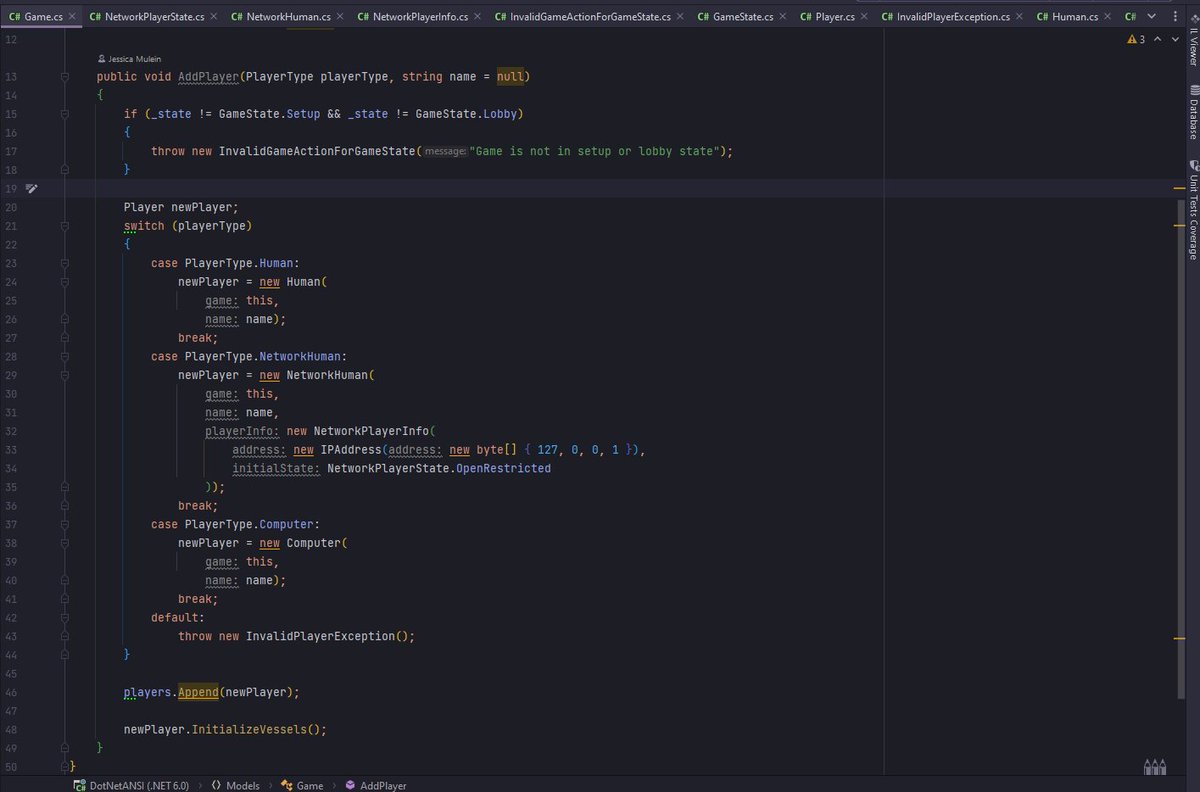 Game.cs NetworkPlayerState.cs NetworkHuman.cs NetworkPlayerInfo.cs InvalidGameActionForGameState.cs GameState.cs Player.cs InvalidPlayerException.cs Human.cs
12
3
Jessica Mulein
13 public void AddPlayer(PlayerType playerType, string name = null)
14 {
15 if (_state != GameState.Setup && _state != GameState.Lobby)
16 {
17 throw new InvalidGameActionForGameState( message: "Game is not in setup or lobby state");
18 }
19
20 Player newPlayer;
21 switch (playerType)
22 {
23 case PlayerType.Human:
24 newPlayer = new Human(
25 game: this,
26 name: name);
27 break;
28 case PlayerType.NetworkHuman:
29 newPlayer = new NetworkHuman(
30 game: this,
31 name: name,
32 playerInfo: new NetworkPlayerInfo(
33 address: new IPAddress(address: new byte[] { 127, 0, 0, 1 }),
34 initialState: NetworkPlayerState.OpenRestricted
35 ));
36 break;
37 case PlayerType.Computer:
38 newPlayer = new Computer(
39 game: this,
40 name: name);
41 break;
42 default:
43 throw new InvalidPlayerException();
44 }
45
46 players.Append(newPlayer);
47
48 newPlayer.InitializeVessels();
49 }
50 }
DotNetANSI (.NET 6.0) Models Game AddPlayer
IL Viewer
Database
Unit Tests Coverage